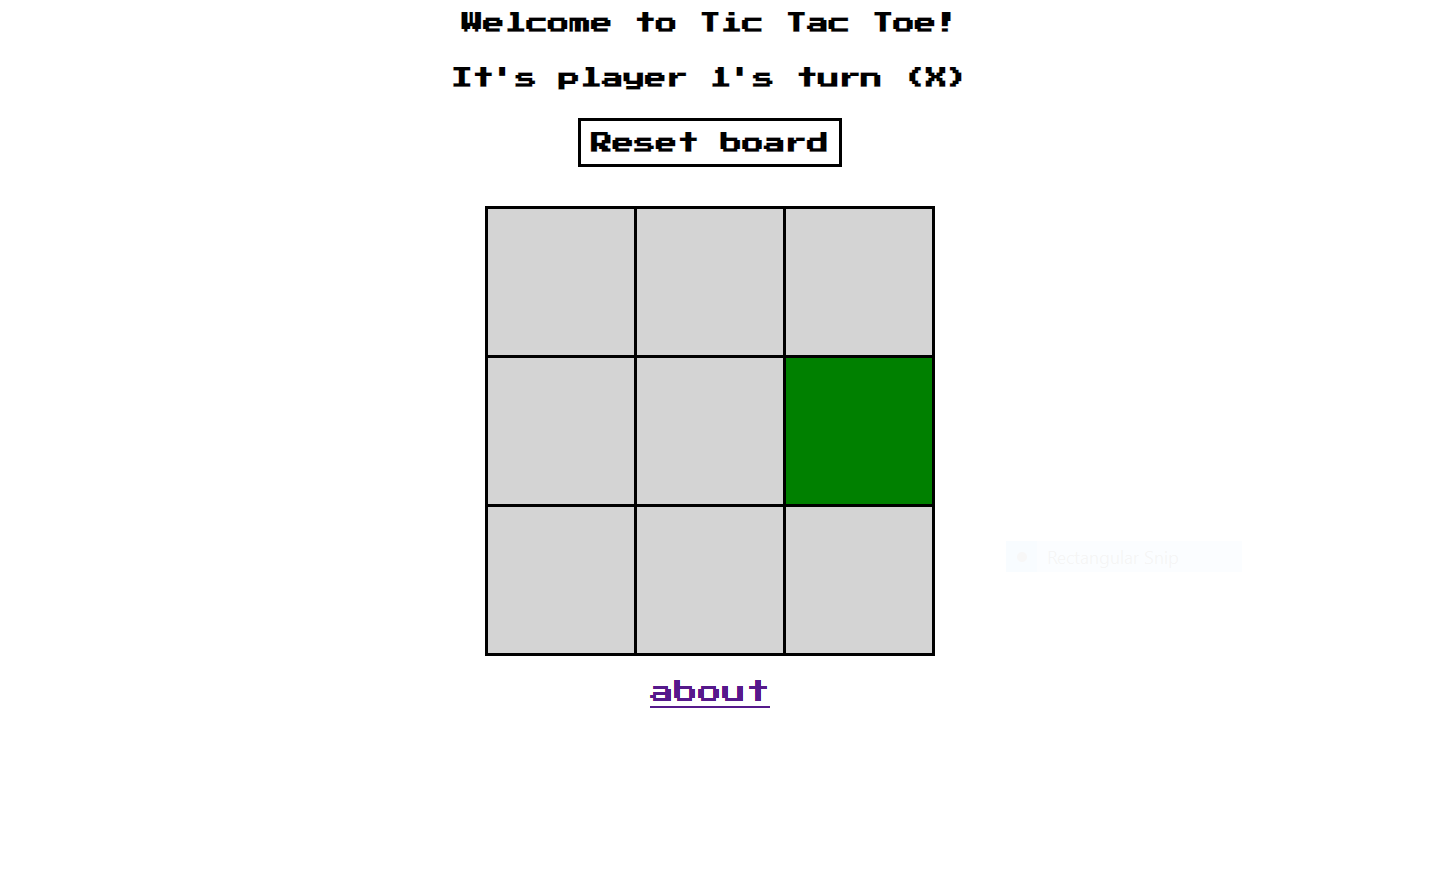 Welcome to Tic Tac Toe!
It's player 1's turn (X)
Reset board
Rectangular Snip
about